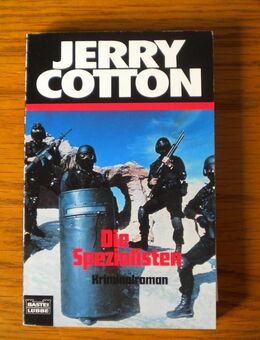 JERRY
COTTON
Die
Spezialisten
Kriminalroman
BASTEI
LÜBBE